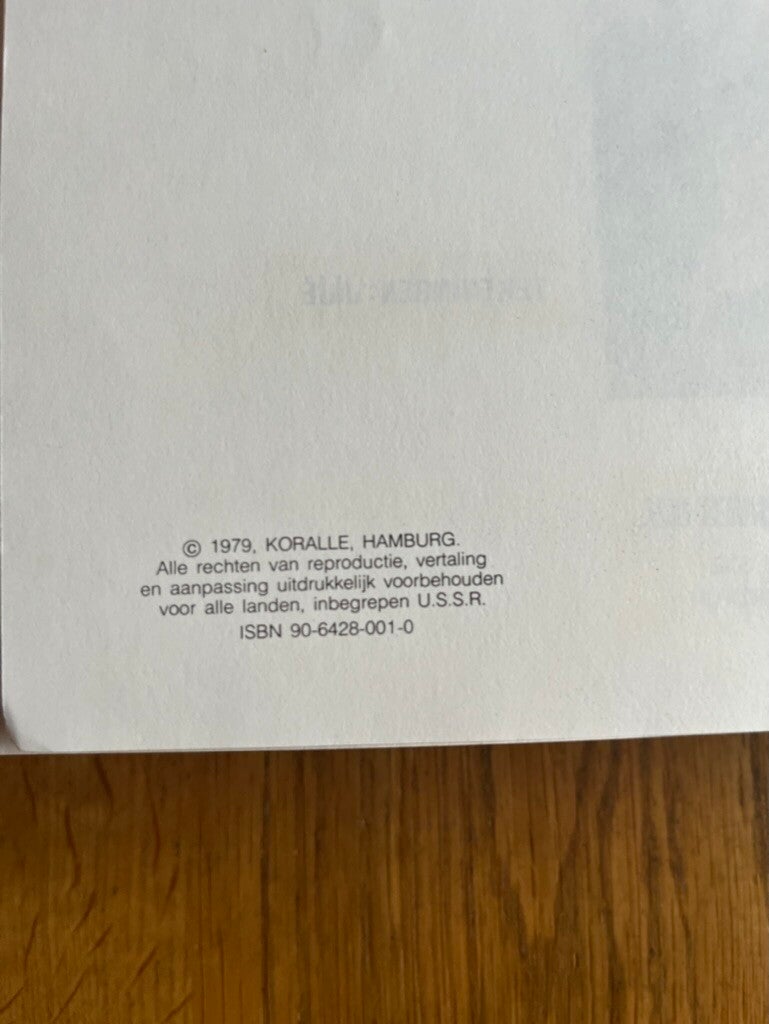 © 1979, KORALLE, HAMBURG.
Alle rechten van reproductie, vertaling
en aanpassing uitdrukkelijk voorbehouden
voor alle landen, inbegrepen U.S.S.R.
ISBN 90-6428-001-0